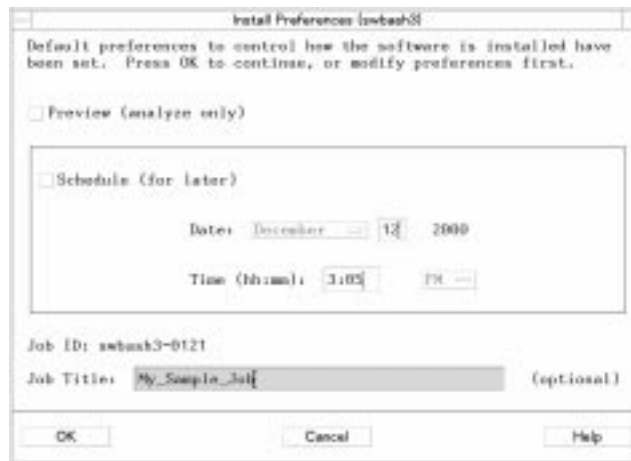 Install Preferences (swbash3)
Default preferences to control how the software is installed have
been set. Press OK to continue, or modify preferences first.
Preview (analyze only)
Schedule (for later)
Date: December 12 2000
Time (hh:mm): 3:05 PM
Job ID: swbash3-0121
Job Title: My_Sample_Job (optional)
OK Cancel Help